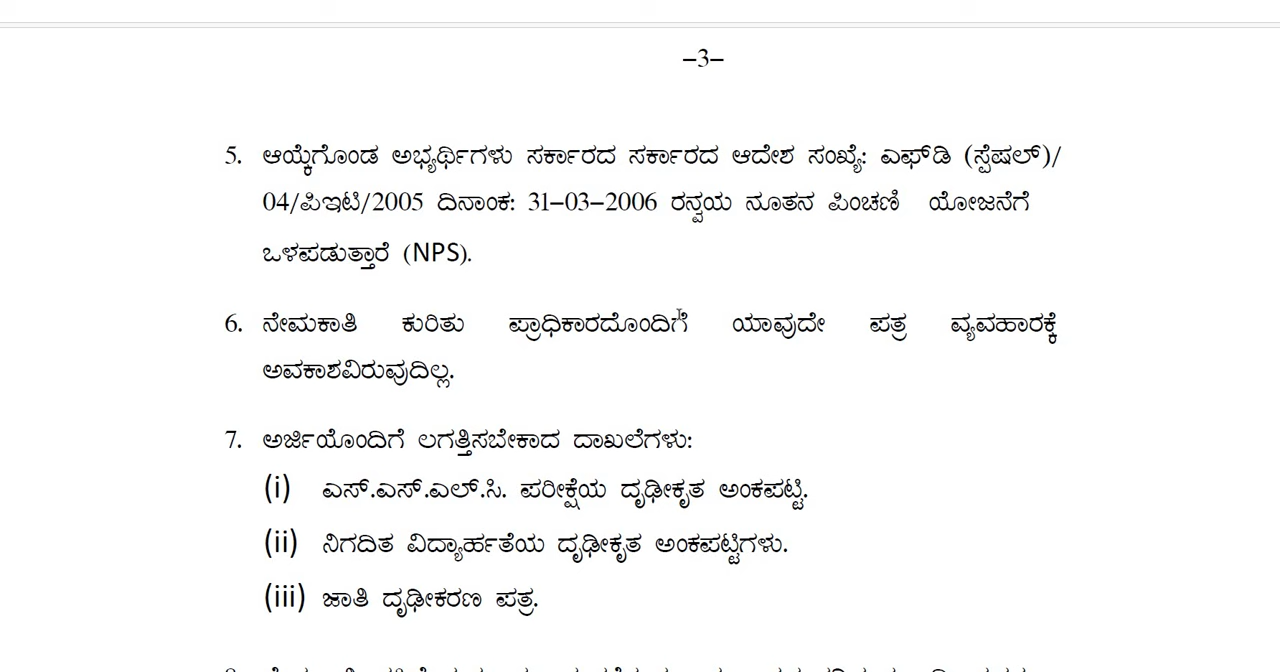 –3–
5. ಆಯ್ಕೆಗೊಂಡ ಅಭ್ಯರ್ಥಿಗಳು ಸರ್ಕಾರದ ಸರ್ಕಾರದ ಆದೇಶ ಸಂಖ್ಯೆ: ಎಫ್‌ಡಿ (ಸ್ಪೆಷಲ್)/
04/ಪಿಇಟಿ/2005 ದಿನಾಂಕ: 31–03–2006 ರನ್ವಯ ನೂತನ ಪಿಂಚಣಿ ಯೋಜನೆಗೆ
ಒಳಪಡುತ್ತಾರೆ (NPS).
6. ನೇಮಕಾತಿ ಕುರಿತು ಪ್ರಾಧಿಕಾರದೊಂದಿಗೆ ಯಾವುದೇ ಪತ್ರ ವ್ಯವಹಾರಕ್ಕೆ
ಅವಕಾಶವಿರುವುದಿಲ್ಲ.
7. ಅರ್ಜಿಯೊಂದಿಗೆ ಲಗತ್ತಿಸಬೇಕಾದ ದಾಖಲೆಗಳು:
(i) ಎಸ್.ಎಸ್.ಎಲ್.ಸಿ. ಪರೀಕ್ಷೆಯ ದೃಢೀಕೃತ ಅಂಕಪಟ್ಟಿ.
(ii) ನಿಗದಿತ ವಿದ್ಯಾರ್ಹತೆಯ ದೃಢೀಕೃತ ಅಂಕಪಟ್ಟಿಗಳು.
(iii) ಜಾತಿ ದೃಢೀಕರಣ ಪತ್ರ.